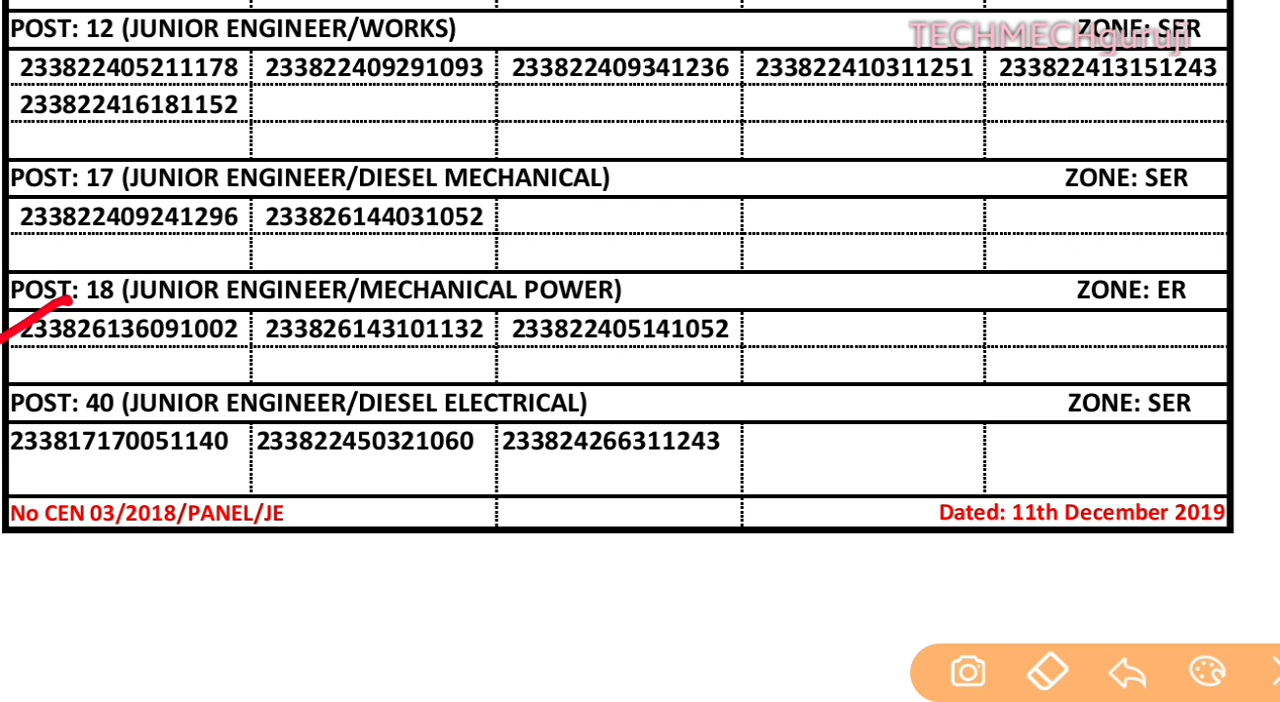 POST: 12 (JUNIOR ENGINEER/WORKS) ZONE: SER
TECHMECHguruji
233822405211178 233822409291093 233822409341236 233822410311251 233822413151243
233822416181152
POST: 17 (JUNIOR ENGINEER/DIESEL MECHANICAL) ZONE: SER
233822409241296 233826144031052
POST: 18 (JUNIOR ENGINEER/MECHANICAL POWER) ZONE: ER
233826136091002 233826143101132 233822405141052
POST: 40 (JUNIOR ENGINEER/DIESEL ELECTRICAL) ZONE: SER
233817170051140 233822450321060 233824266311243
No CEN 03/2018/PANEL/JE Dated: 11th December 2019